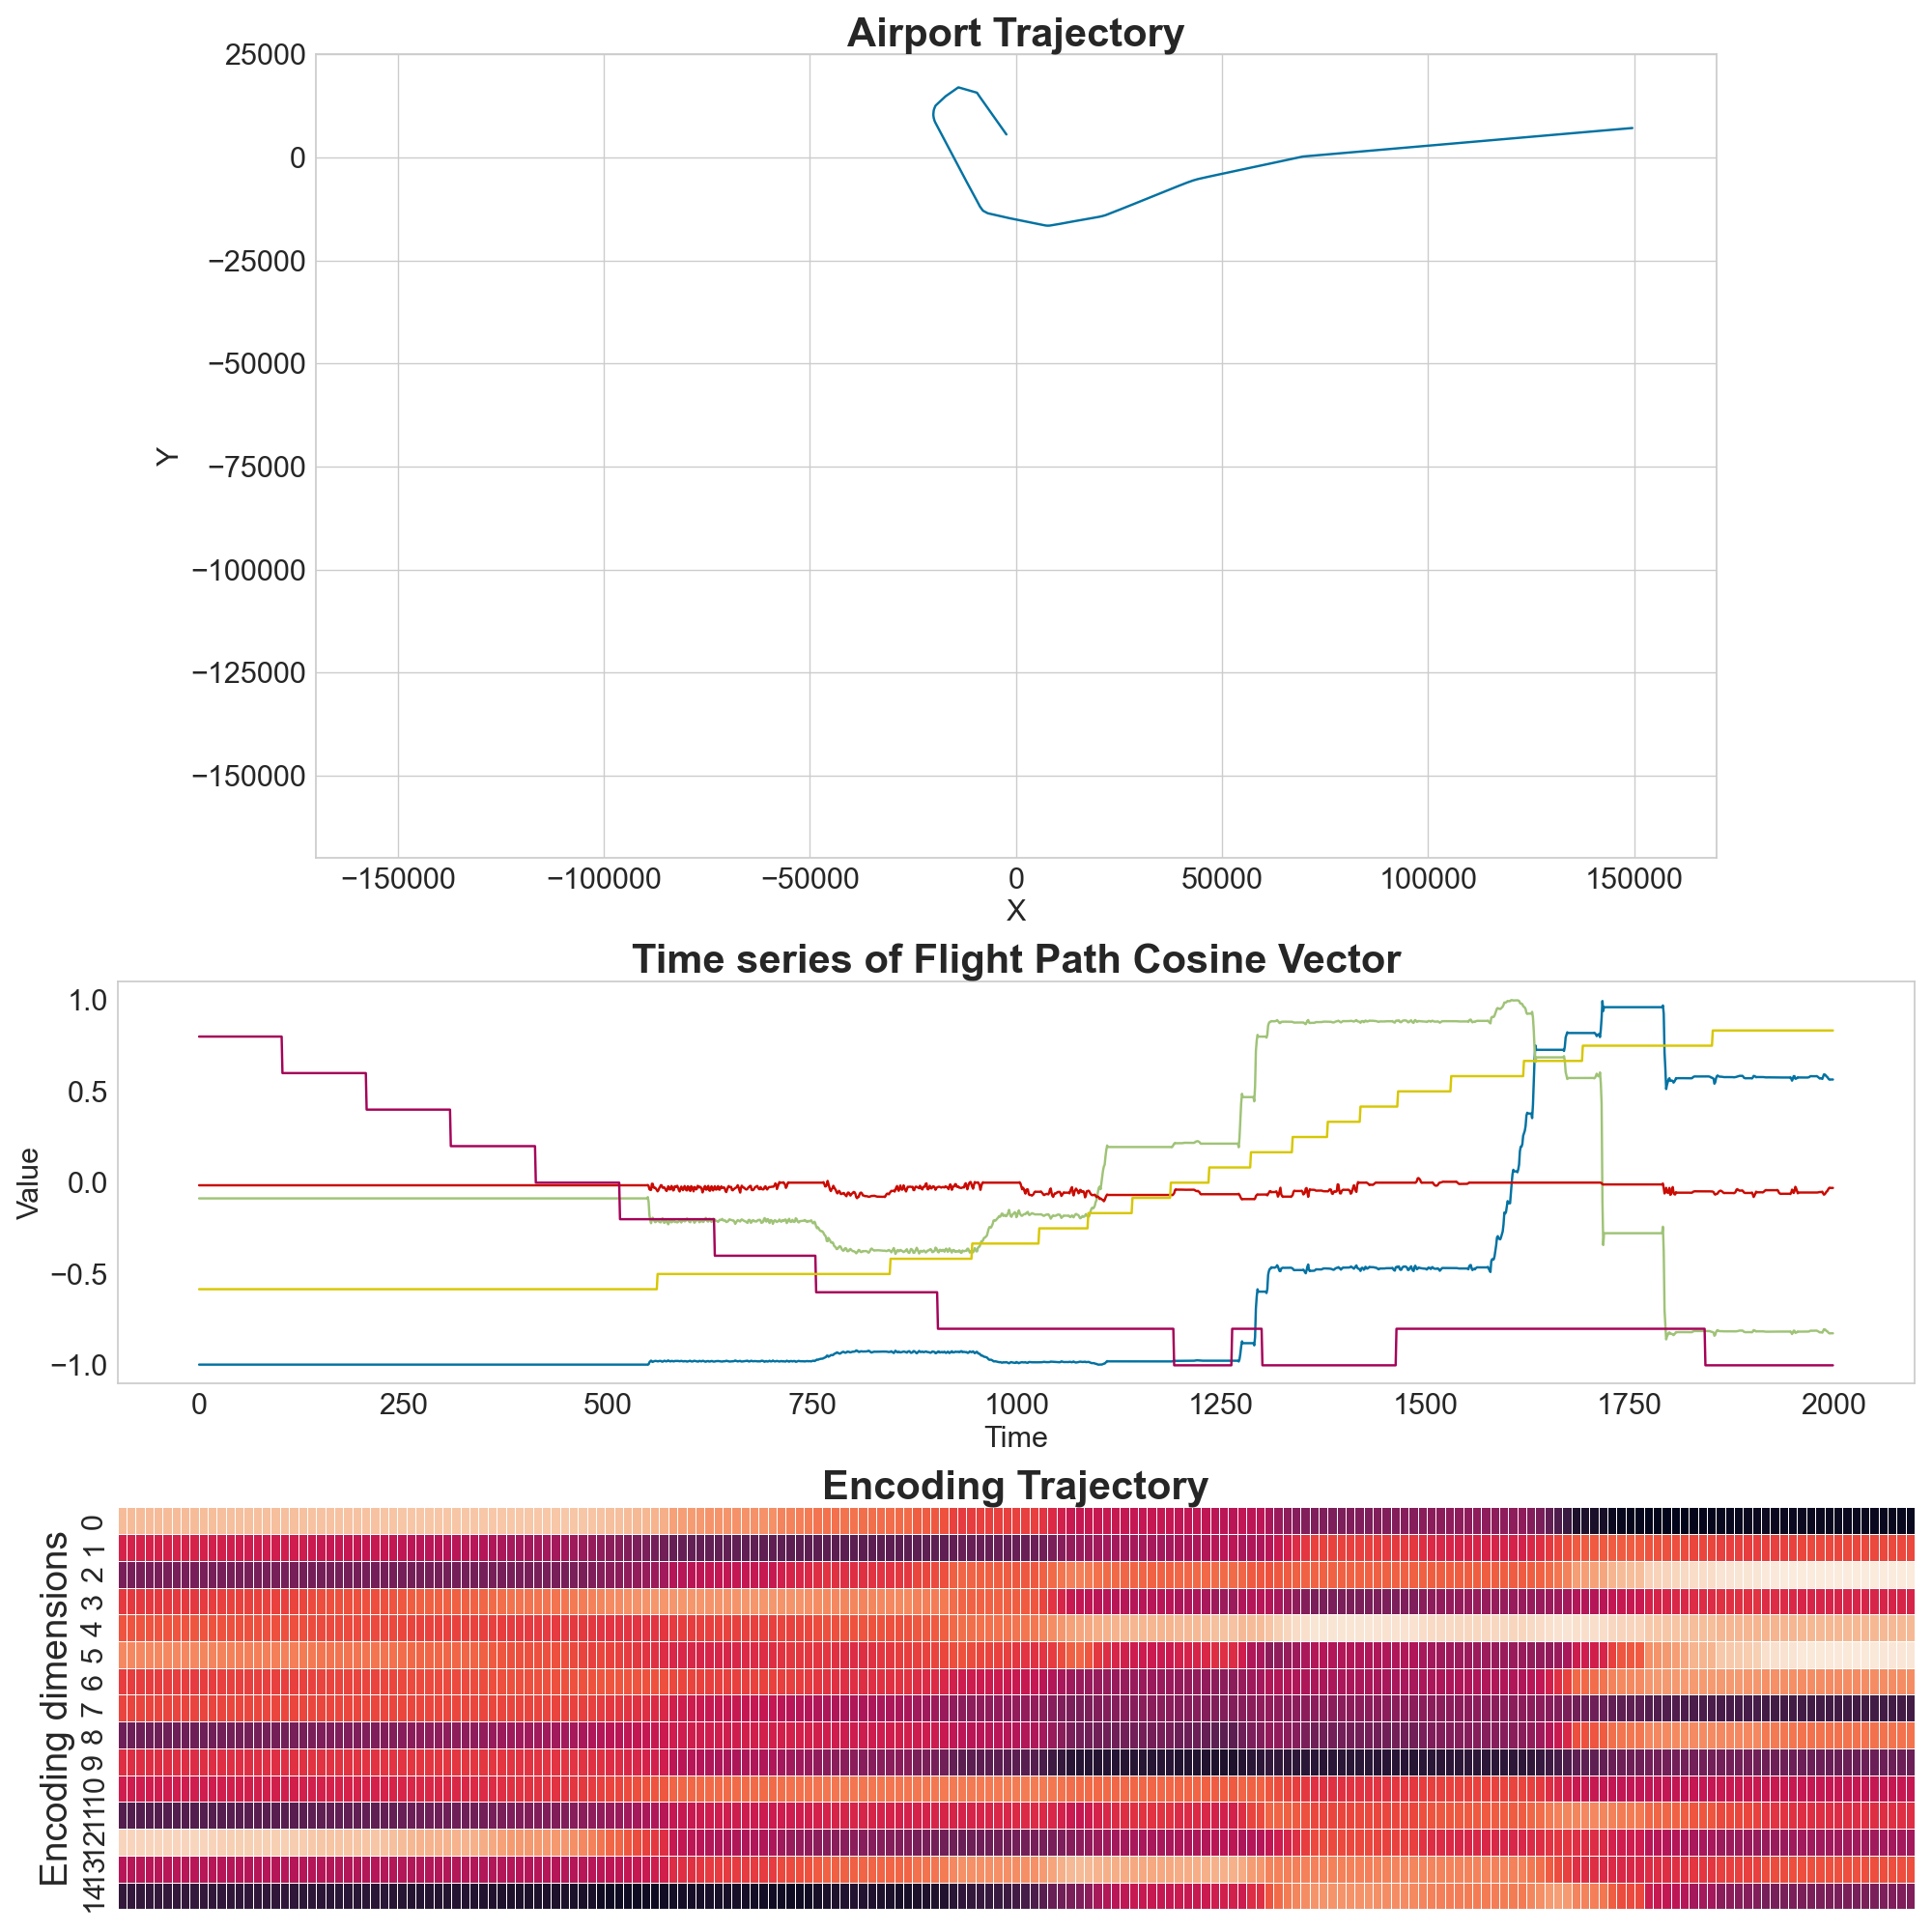 Airport Trajectory
25000
0
−25000
−50000
−75000
−100000
−125000
−150000
Y
−150000 −100000 −50000 0 50000 100000 150000
X
Time series of Flight Path Cosine Vector
1.0
0.5
0.0
−0.5
−1.0
Value
0 250 500 750 1000 1250 1500 1750 2000
Time
Encoding Trajectory
Encoding dimensions
0
1
2
3
4
5
6
7
8
9
10
11
12
13
14